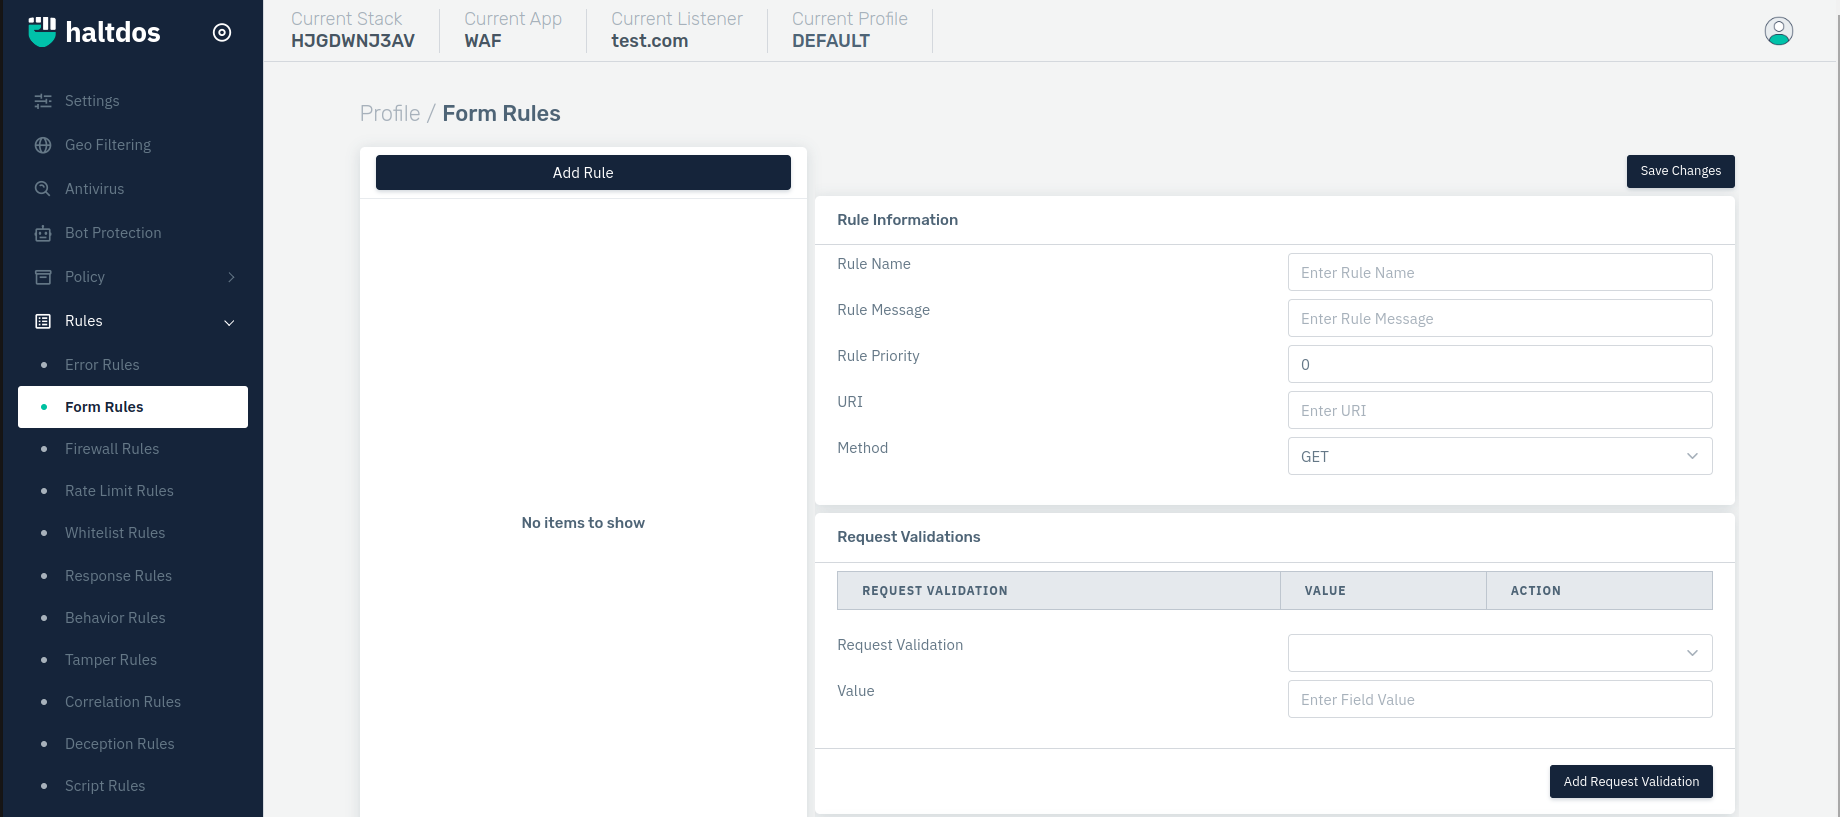 haltdos
Current Stack
HJGDWNJ3AV
Current App
WAF
Current Listener
test.com
Current Profile
DEFAULT
Settings
Geo Filtering
Antivirus
Bot Protection
Policy
Rules
Error Rules
Form Rules
Firewall Rules
Rate Limit Rules
Whitelist Rules
Response Rules
Behavior Rules
Tamper Rules
Correlation Rules
Deception Rules
Script Rules
Profile / Form Rules
Add Rule
No items to show
Save Changes
Rule Information
Rule Name
Enter Rule Name
Rule Message
Enter Rule Message
Rule Priority
0
URI
Enter URI
Method
GET
Request Validations
REQUEST VALIDATION VALUE ACTION
Request Validation
Value
Enter Field Value
Add Request Validation